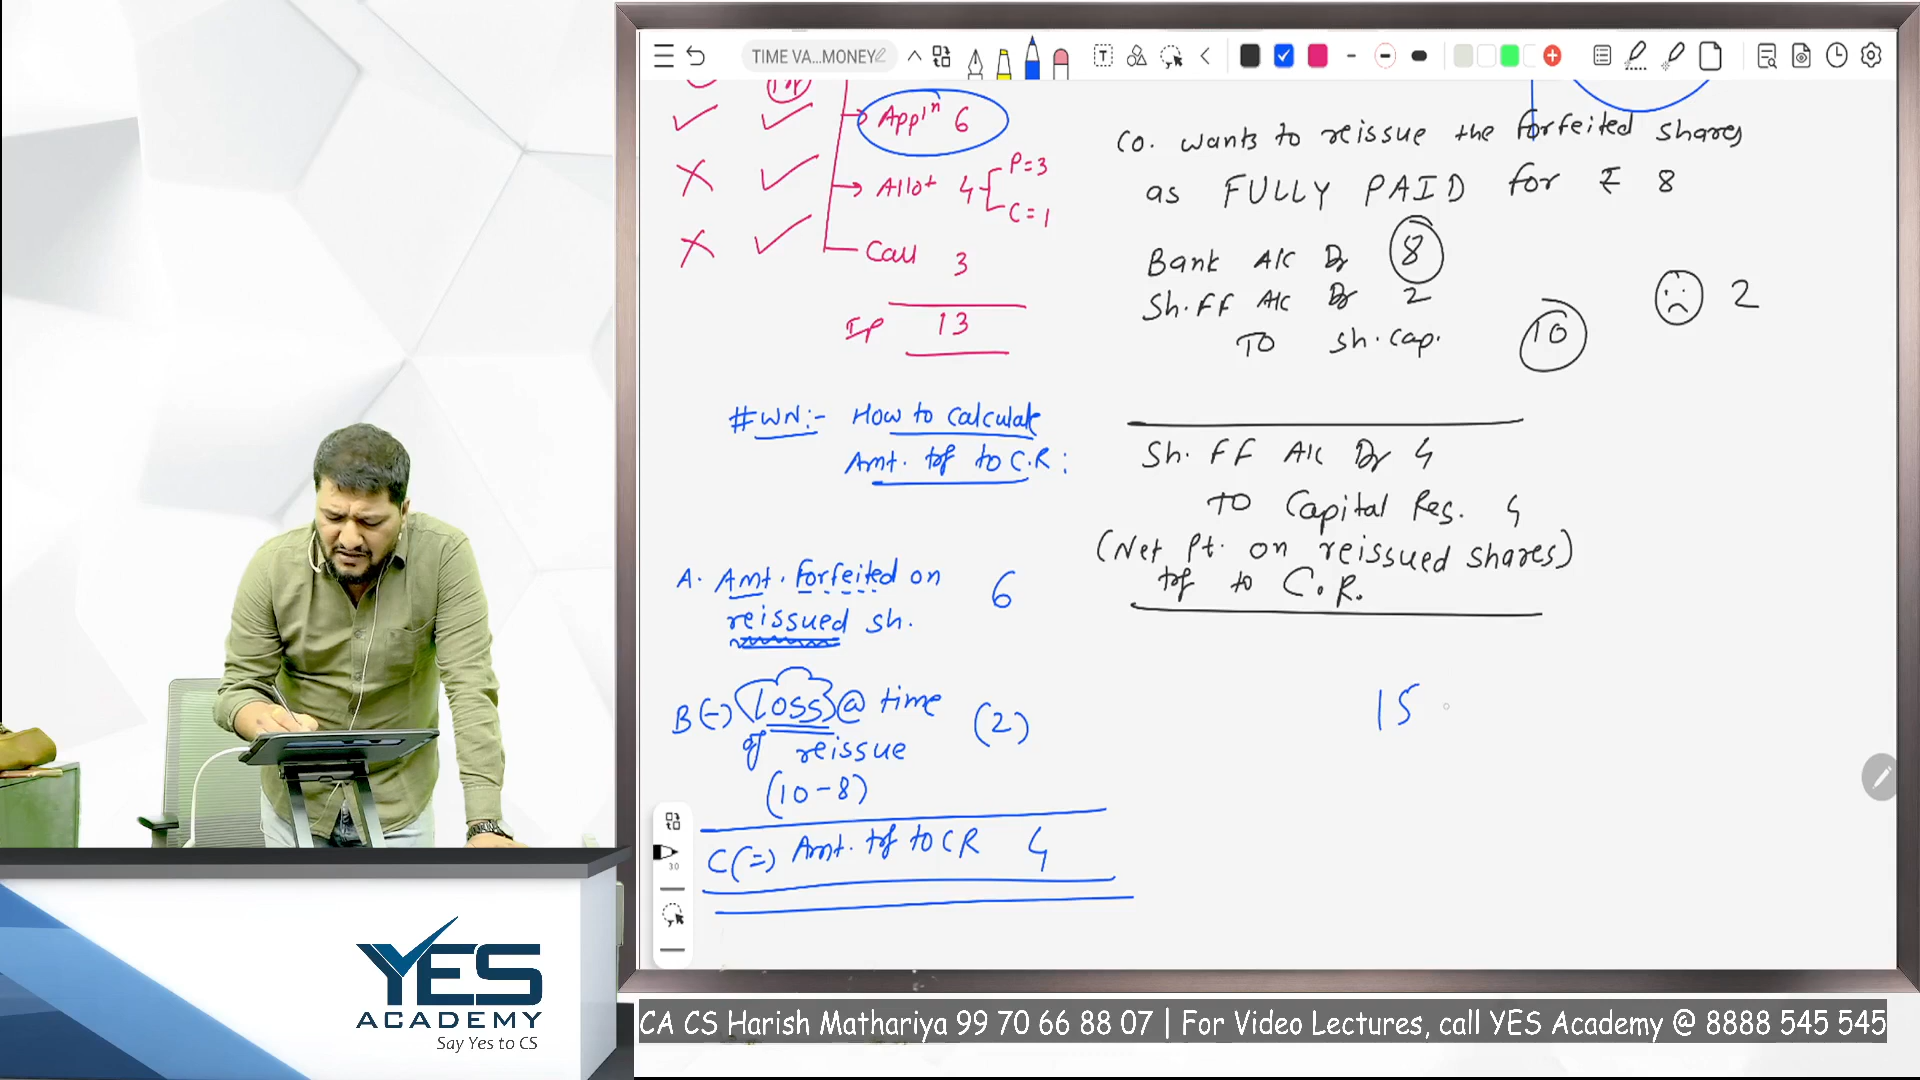 TIME VA...MONEY
Appl^n 6
Allot 4
P=3
C=1
Call 3
IP 13
Co. wants to reissue the forfeited shares
as FULLY PAID for ₹ 8
Bank A/c Dr 8
Sh.FF A/c Dr 2
TO Sh.Cap. 10
2
#WN:- How to calculate
Amt. trf to C.R:
A. Amt. forfeited on 6
reissued sh.
B (-) loss @ time (2)
of reissue
(10-8)
C (=) Amt. trf to CR 4
Sh.FF A/c Dr 4
TO Capital Res. 4
(Net Pt. on reissued shares)
trf to C.R.
15
30
YES
ACADEMY
Say Yes to CS
CA CS Harish Mathariya 99 70 66 88 07 | For Video Lectures, call YES Academy @ 8888 545 545